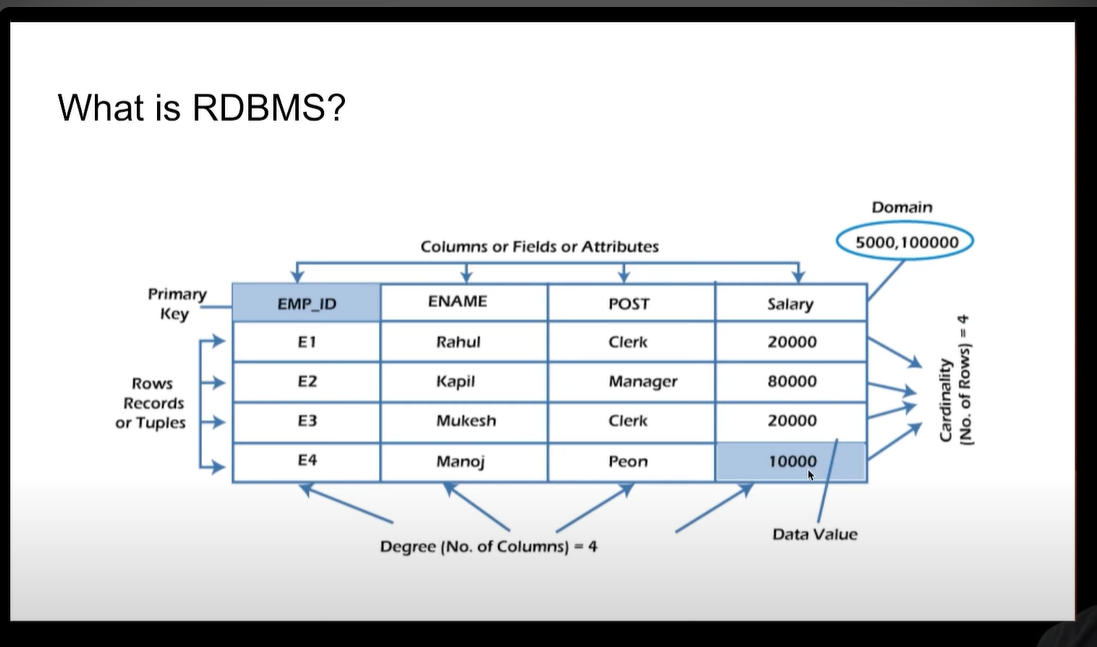 What is RDBMS?
Domain
5000,100000
Columns or Fields or Attributes
Primary
Key
EMP_ID ENAME POST Salary
E1 Rahul Clerk 20000
E2 Kapil Manager 80000
E3 Mukesh Clerk 20000
E4 Manoj Peon 10000
Rows
Records
or Tuples
Cardinality
(No. of Rows) = 4
Degree (No. of Columns) = 4
Data Value